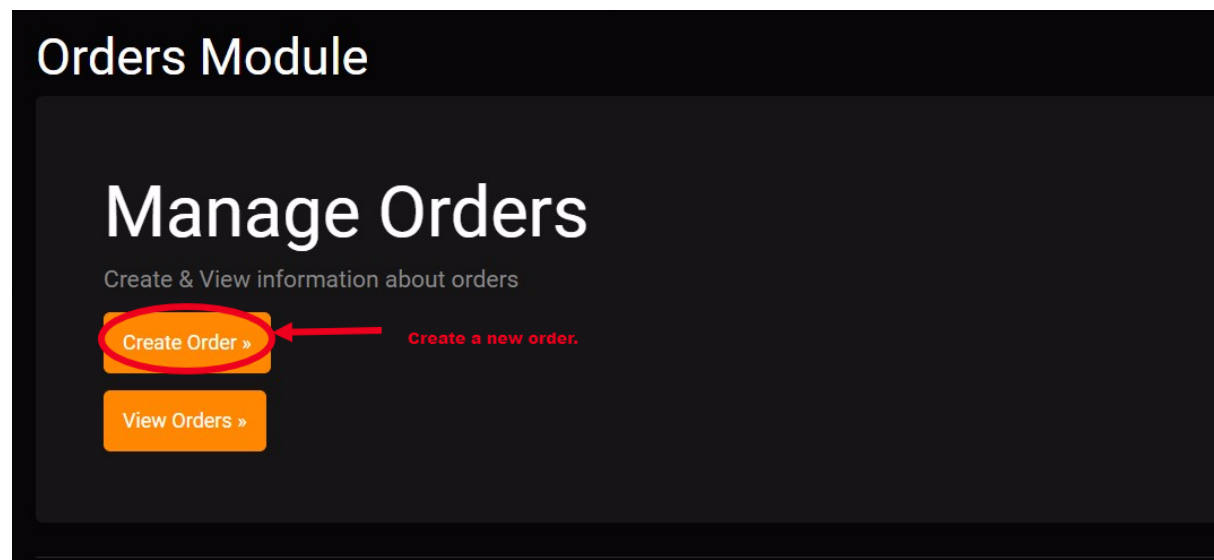 Orders Module
Manage Orders
Create & View information about orders
Create Order »
Create a new order.
View Orders »